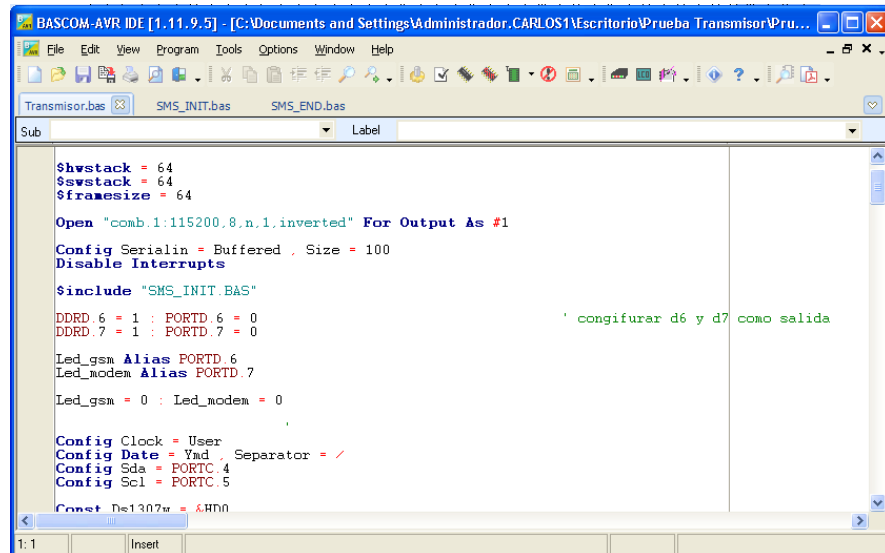 BASCOM-AVR IDE [1.11.9.5] - [C:\Documents and Settings\Administrador.CARLOS1\Escritorio\Prueba Transmisor\Pru...
File Edit View Program Tools Options Window Help
Transmisor.bas SMS_INIT.bas SMS_END.bas
Sub Label
$hwstack = 64
$swstack = 64
$framesize = 64
Open "comb.1:115200,8,n,1,inverted" For Output As #1
Config Serialin = Buffered , Size = 100
Disable Interrupts
$include "SMS_INIT.BAS"
DDRD.6 = 1 : PORTD.6 = 0 ' congifurar d6 y d7 como salida
DDRD.7 = 1 : PORTD.7 = 0
Led_gsm Alias PORTD.6
Led_modem Alias PORTD.7
Led_gsm = 0 : Led_modem = 0
'
Config Clock = User
Config Date = Ymd , Separator = /
Config Sda = PORTC.4
Config Scl = PORTC.5
Const Ds1307w = &HD0
1: 1 Insert